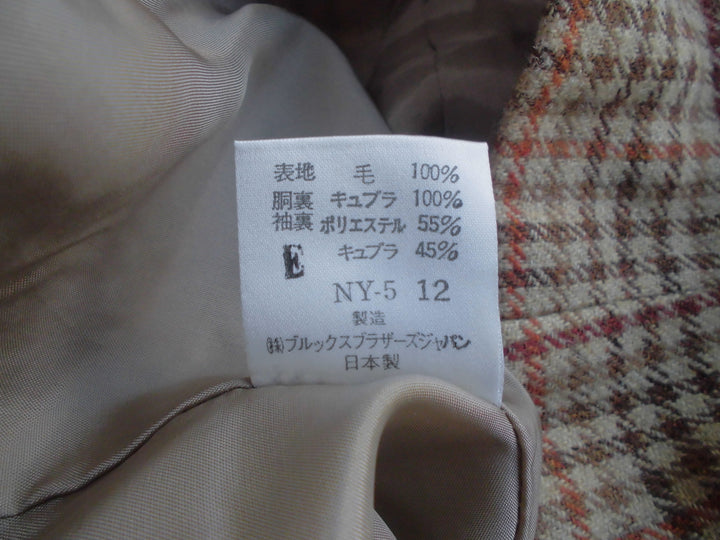 表地 毛 100%
胴裏 キュプラ 100%
袖裏 ポリエステル 55%
E キュプラ 45%
NY-5 12
製造
㈱ブルックスブラザーズジャパン
日本製